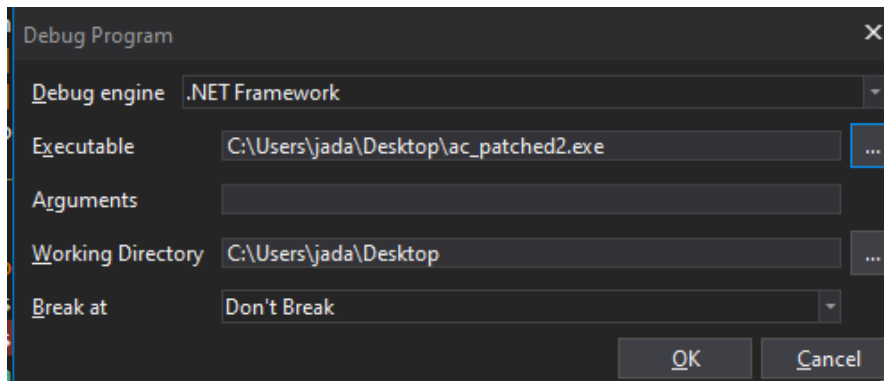 Debug Program
Debug engine .NET Framework
Executable C:\Users\jada\Desktop\ac_patched2.exe ...
Arguments
Working Directory C:\Users\jada\Desktop ...
Break at Don't Break
OK Cancel